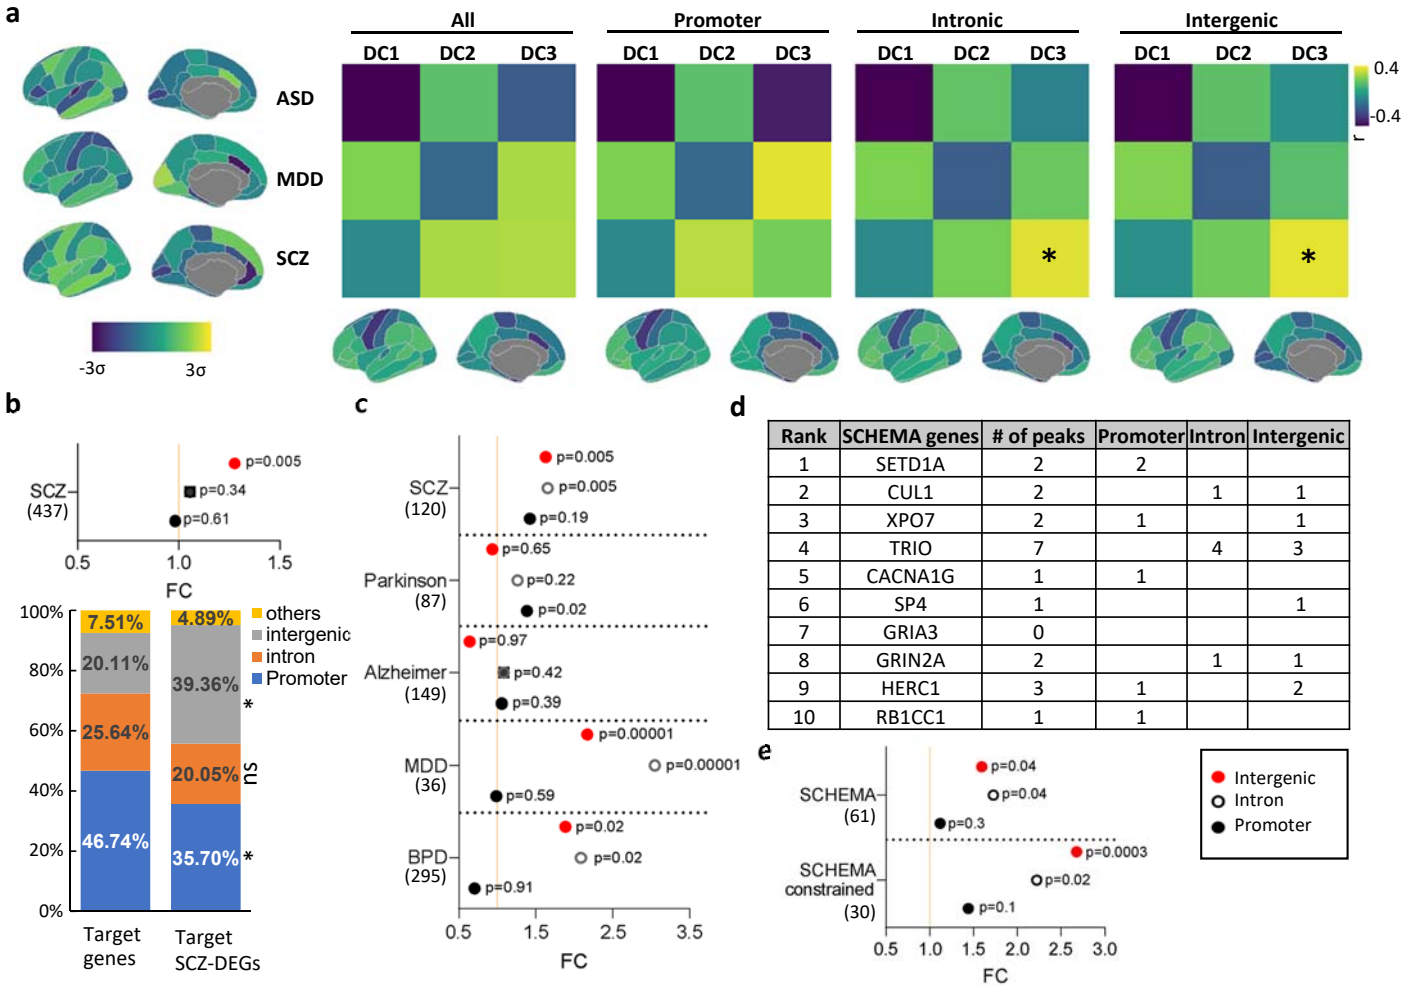 a
All
Promoter
Intronic
Intergenic
DC1 DC2 DC3
DC1 DC2 DC3
DC1 DC2 DC3
DC1 DC2 DC3
ASD
MDD
SCZ
*
*
0.4
-0.4
r
-3σ 3σ
b
SCZ
(437)
p=0.005
p=0.34
p=0.61
0.5 1.0 1.5
FC
100%
80%
60%
40%
20%
0%
7.51%
20.11%
25.64%
46.74%
4.89%
39.36%
20.05%
35.70%
*
ns
*
others
intergenic
intron
Promoter
Target
genes
Target
SCZ-DEGs
c
SCZ
(120)
p=0.005
p=0.005
p=0.19
Parkinson
(87)
p=0.65
p=0.22
p=0.02
Alzheimer
(149)
p=0.97
p=0.42
p=0.39
MDD
(36)
p=0.00001
p=0.00001
p=0.59
BPD
(295)
p=0.02
p=0.02
p=0.91
0.5 1.5 2.5 3.5
FC
d
Rank SCHEMA genes # of peaks Promoter Intron Intergenic
1 SETD1A 2 2
2 CUL1 2 1 1
3 XPO7 2 1 1
4 TRIO 7 4 3
5 CACNA1G 1 1
6 SP4 1 1
7 GRIA3 0
8 GRIN2A 2 1 1
9 HERC1 3 1 2
10 RB1CC1 1 1
e
SCHEMA
(61)
p=0.04
p=0.04
p=0.3
SCHEMA
constrained
(30)
p=0.0003
p=0.02
p=0.1
0.5 1.0 1.5 2.0 2.5 3.0
FC
Intergenic
Intron
Promoter